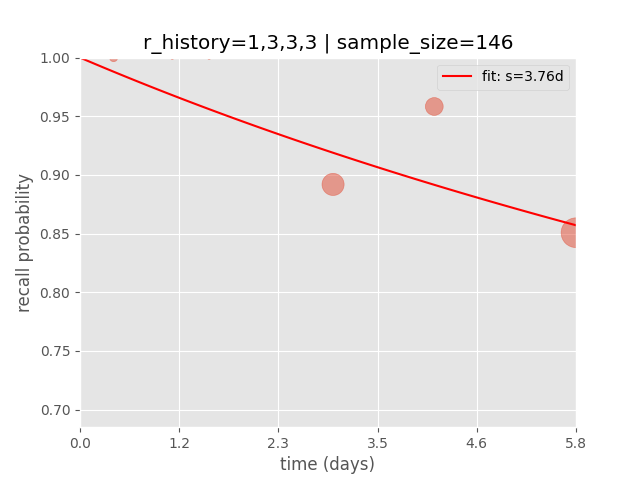 r_history=1,3,3,3 | sample_size=146
fit: s=3.76d
recall probability
1.00
0.95
0.90
0.85
0.80
0.75
0.70
0.0 1.2 2.3 3.5 4.6 5.8
time (days)